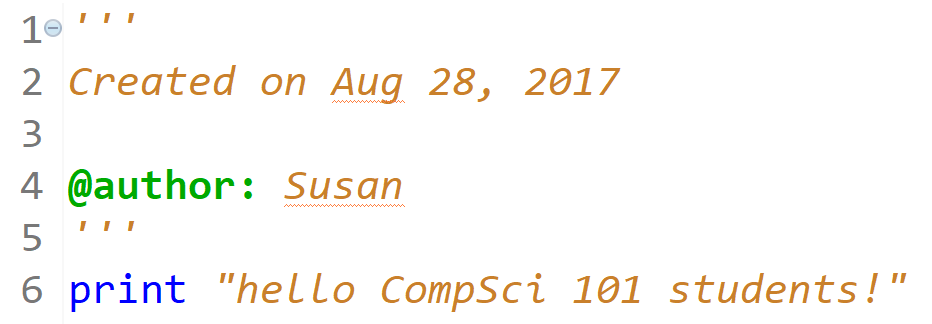 1 '''
2 Created on Aug 28, 2017
3
4 @author: Susan
5 '''
6 print "hello CompSci 101 students!"